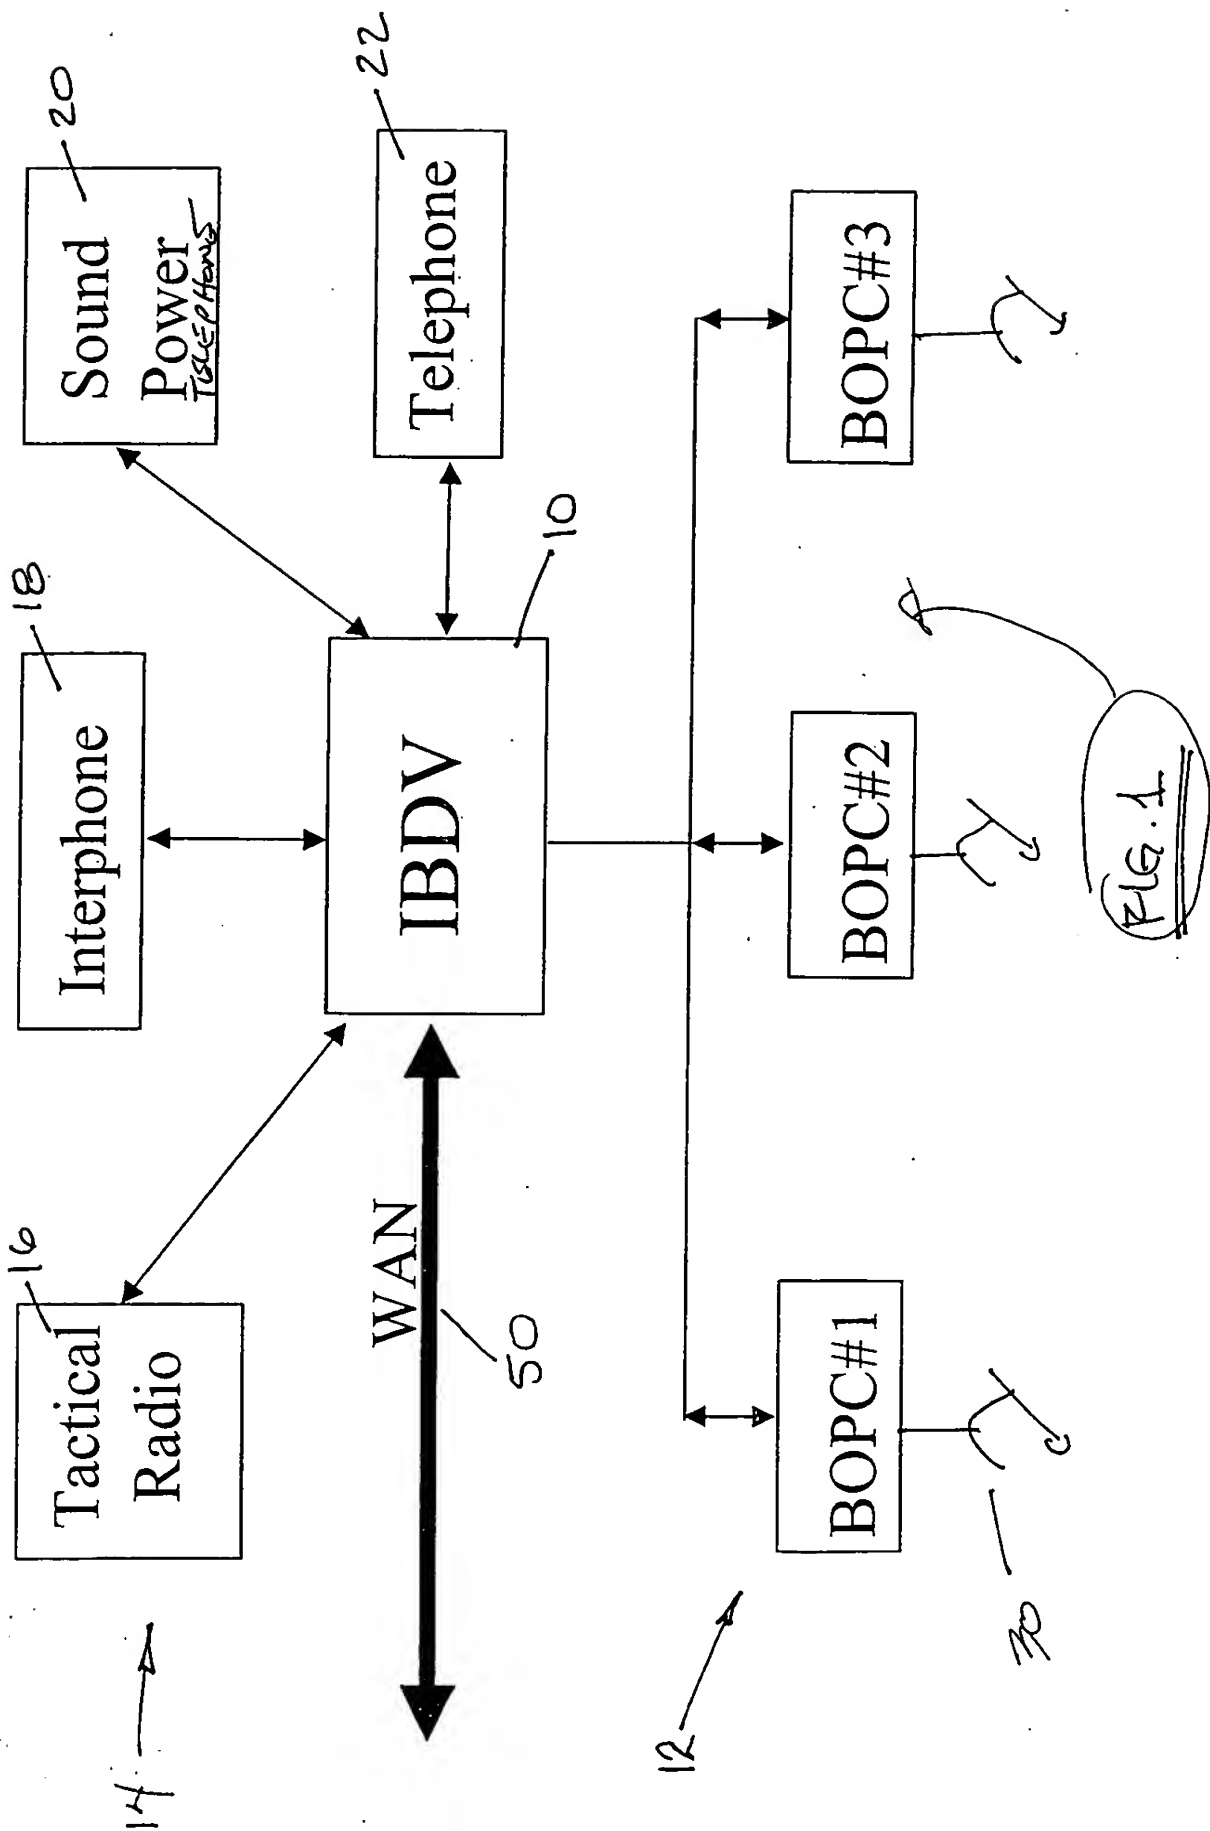 14
16
Tactical
Radio
18
Interphone
20
Sound
Power
TELEPHONES
22
Telephone
WAN
50
IBDV
10
12
BOPC#1
BOPC#2
BOPC#3
30
FIG. 1